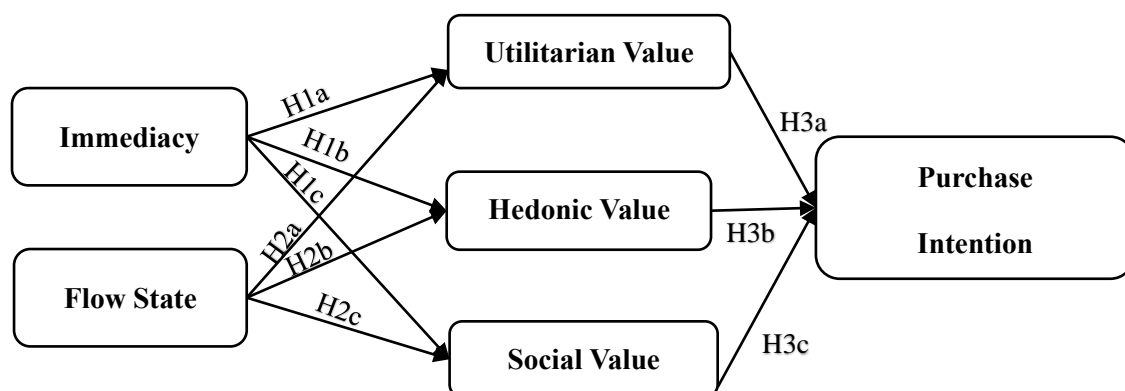 Utilitarian Value
Immediacy
H1a
H1b
H1c
H3a
Purchase
Intention
Hedonic Value
H3b
H2a
H2b
Flow State
H2c
Social Value
H3c